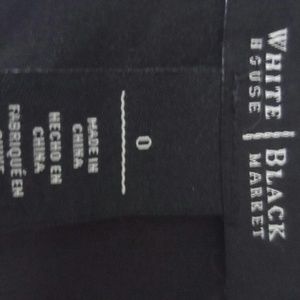 WHITE | BLACK
HOUSE | MARKET
0
MADE IN
CHINA
HECHO EN
CHINA
FABRIQUÉ EN